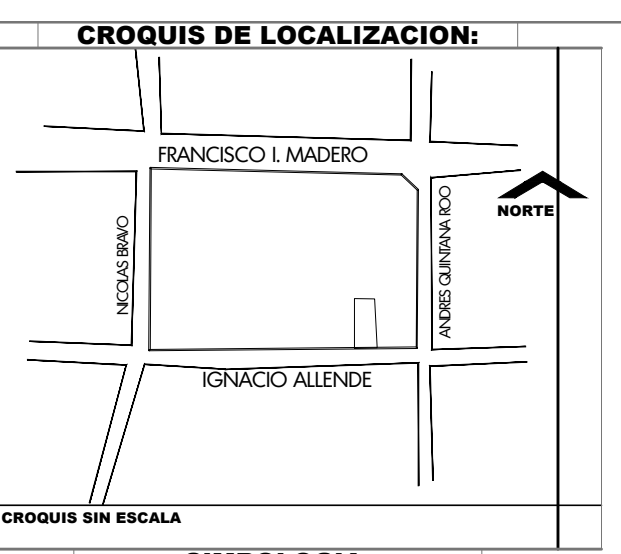 CROQUIS DE LOCALIZACION:
FRANCISCO I. MADERO
NORTE
NICOLAS BRAVO
ANDRES QUINTANA ROO
IGNACIO ALLENDE
CROQUIS SIN ESCALA